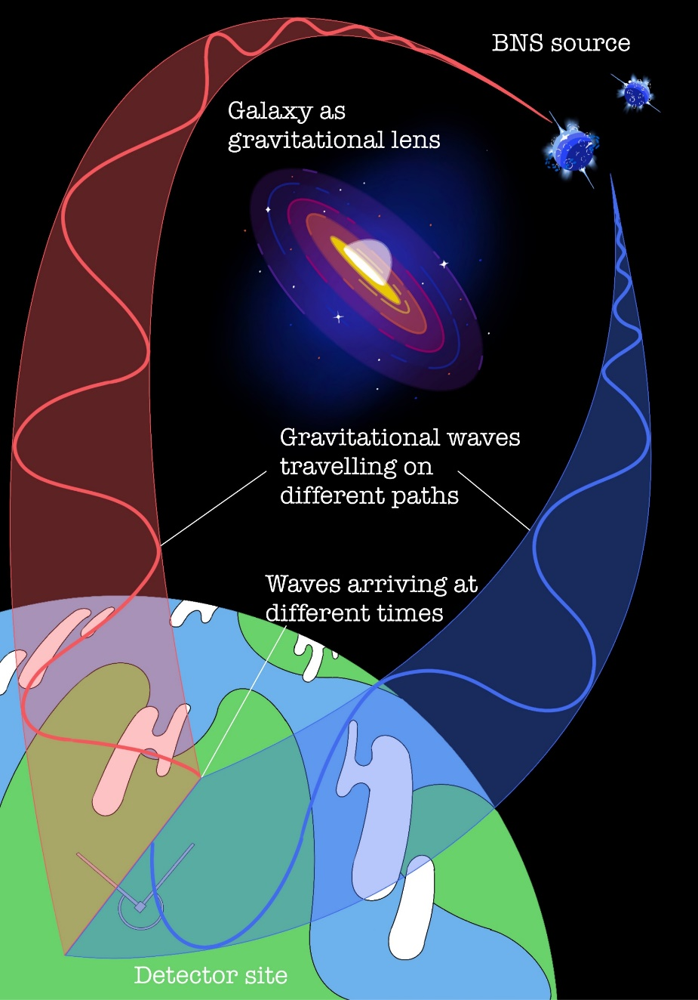 BNS source
Galaxy as
gravitational lens
Gravitational waves
travelling on
different paths
Waves arriving at
different times
Detector site